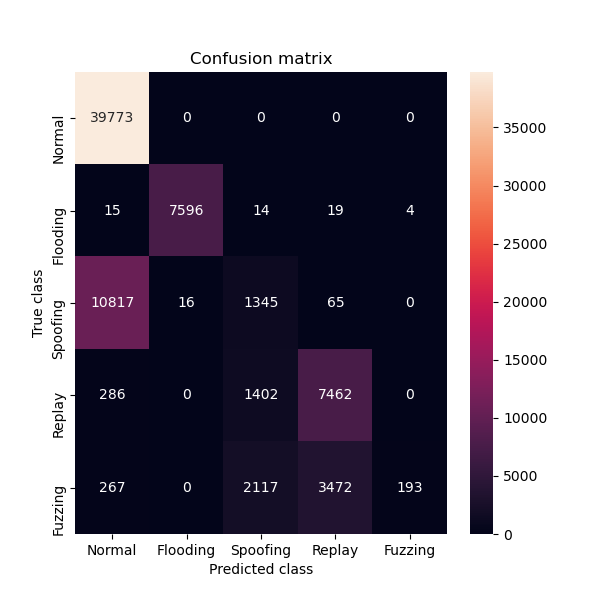 Confusion matrix
Normal 39773 0 0 0 0
Flooding 15 7596 14 19 4
Spoofing 10817 16 1345 65 0
Replay 286 0 1402 7462 0
Fuzzing 267 0 2117 3472 193
True class
Normal Flooding Spoofing Replay Fuzzing
Predicted class
35000
30000
25000
20000
15000
10000
5000
0